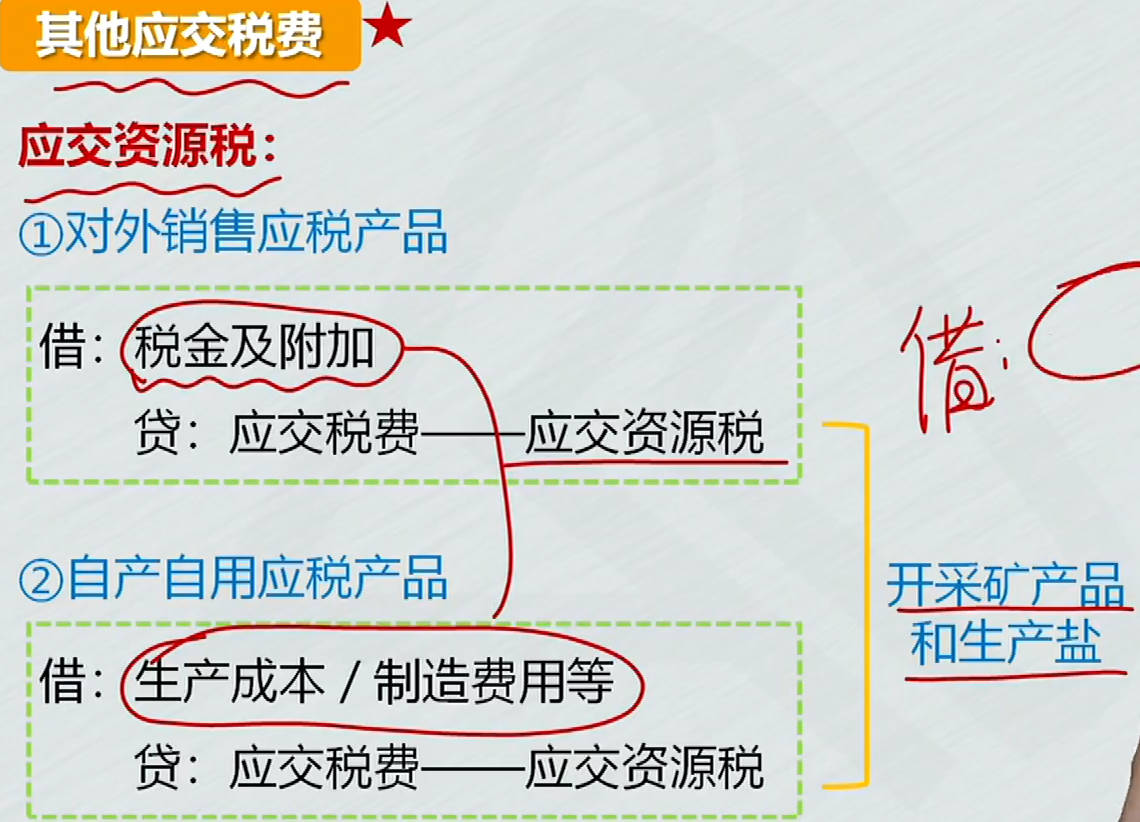 其他应交税费
应交资源税：
①对外销售应税产品
借：税金及附加
贷：应交税费——应交资源税
借：
②自产自用应税产品
借：生产成本/制造费用等
贷：应交税费——应交资源税
开采矿产品
和生产盐